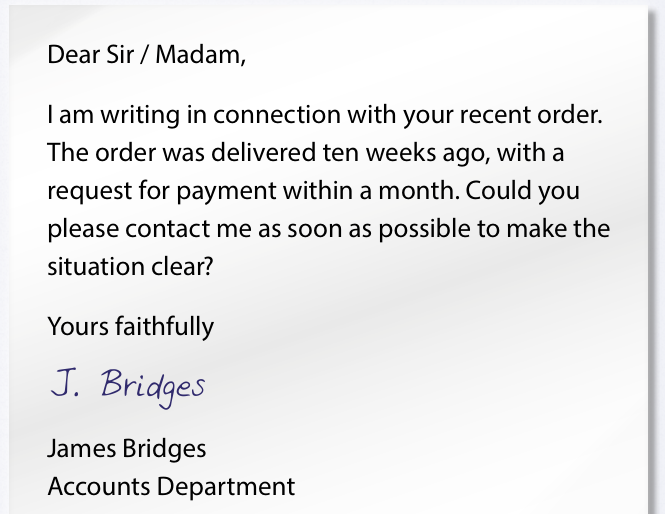 Dear Sir / Madam,
I am writing in connection with your recent order.
The order was delivered ten weeks ago, with a
request for payment within a month. Could you
please contact me as soon as possible to make the
situation clear?
Yours faithfully
J. Bridges
James Bridges
Accounts Department